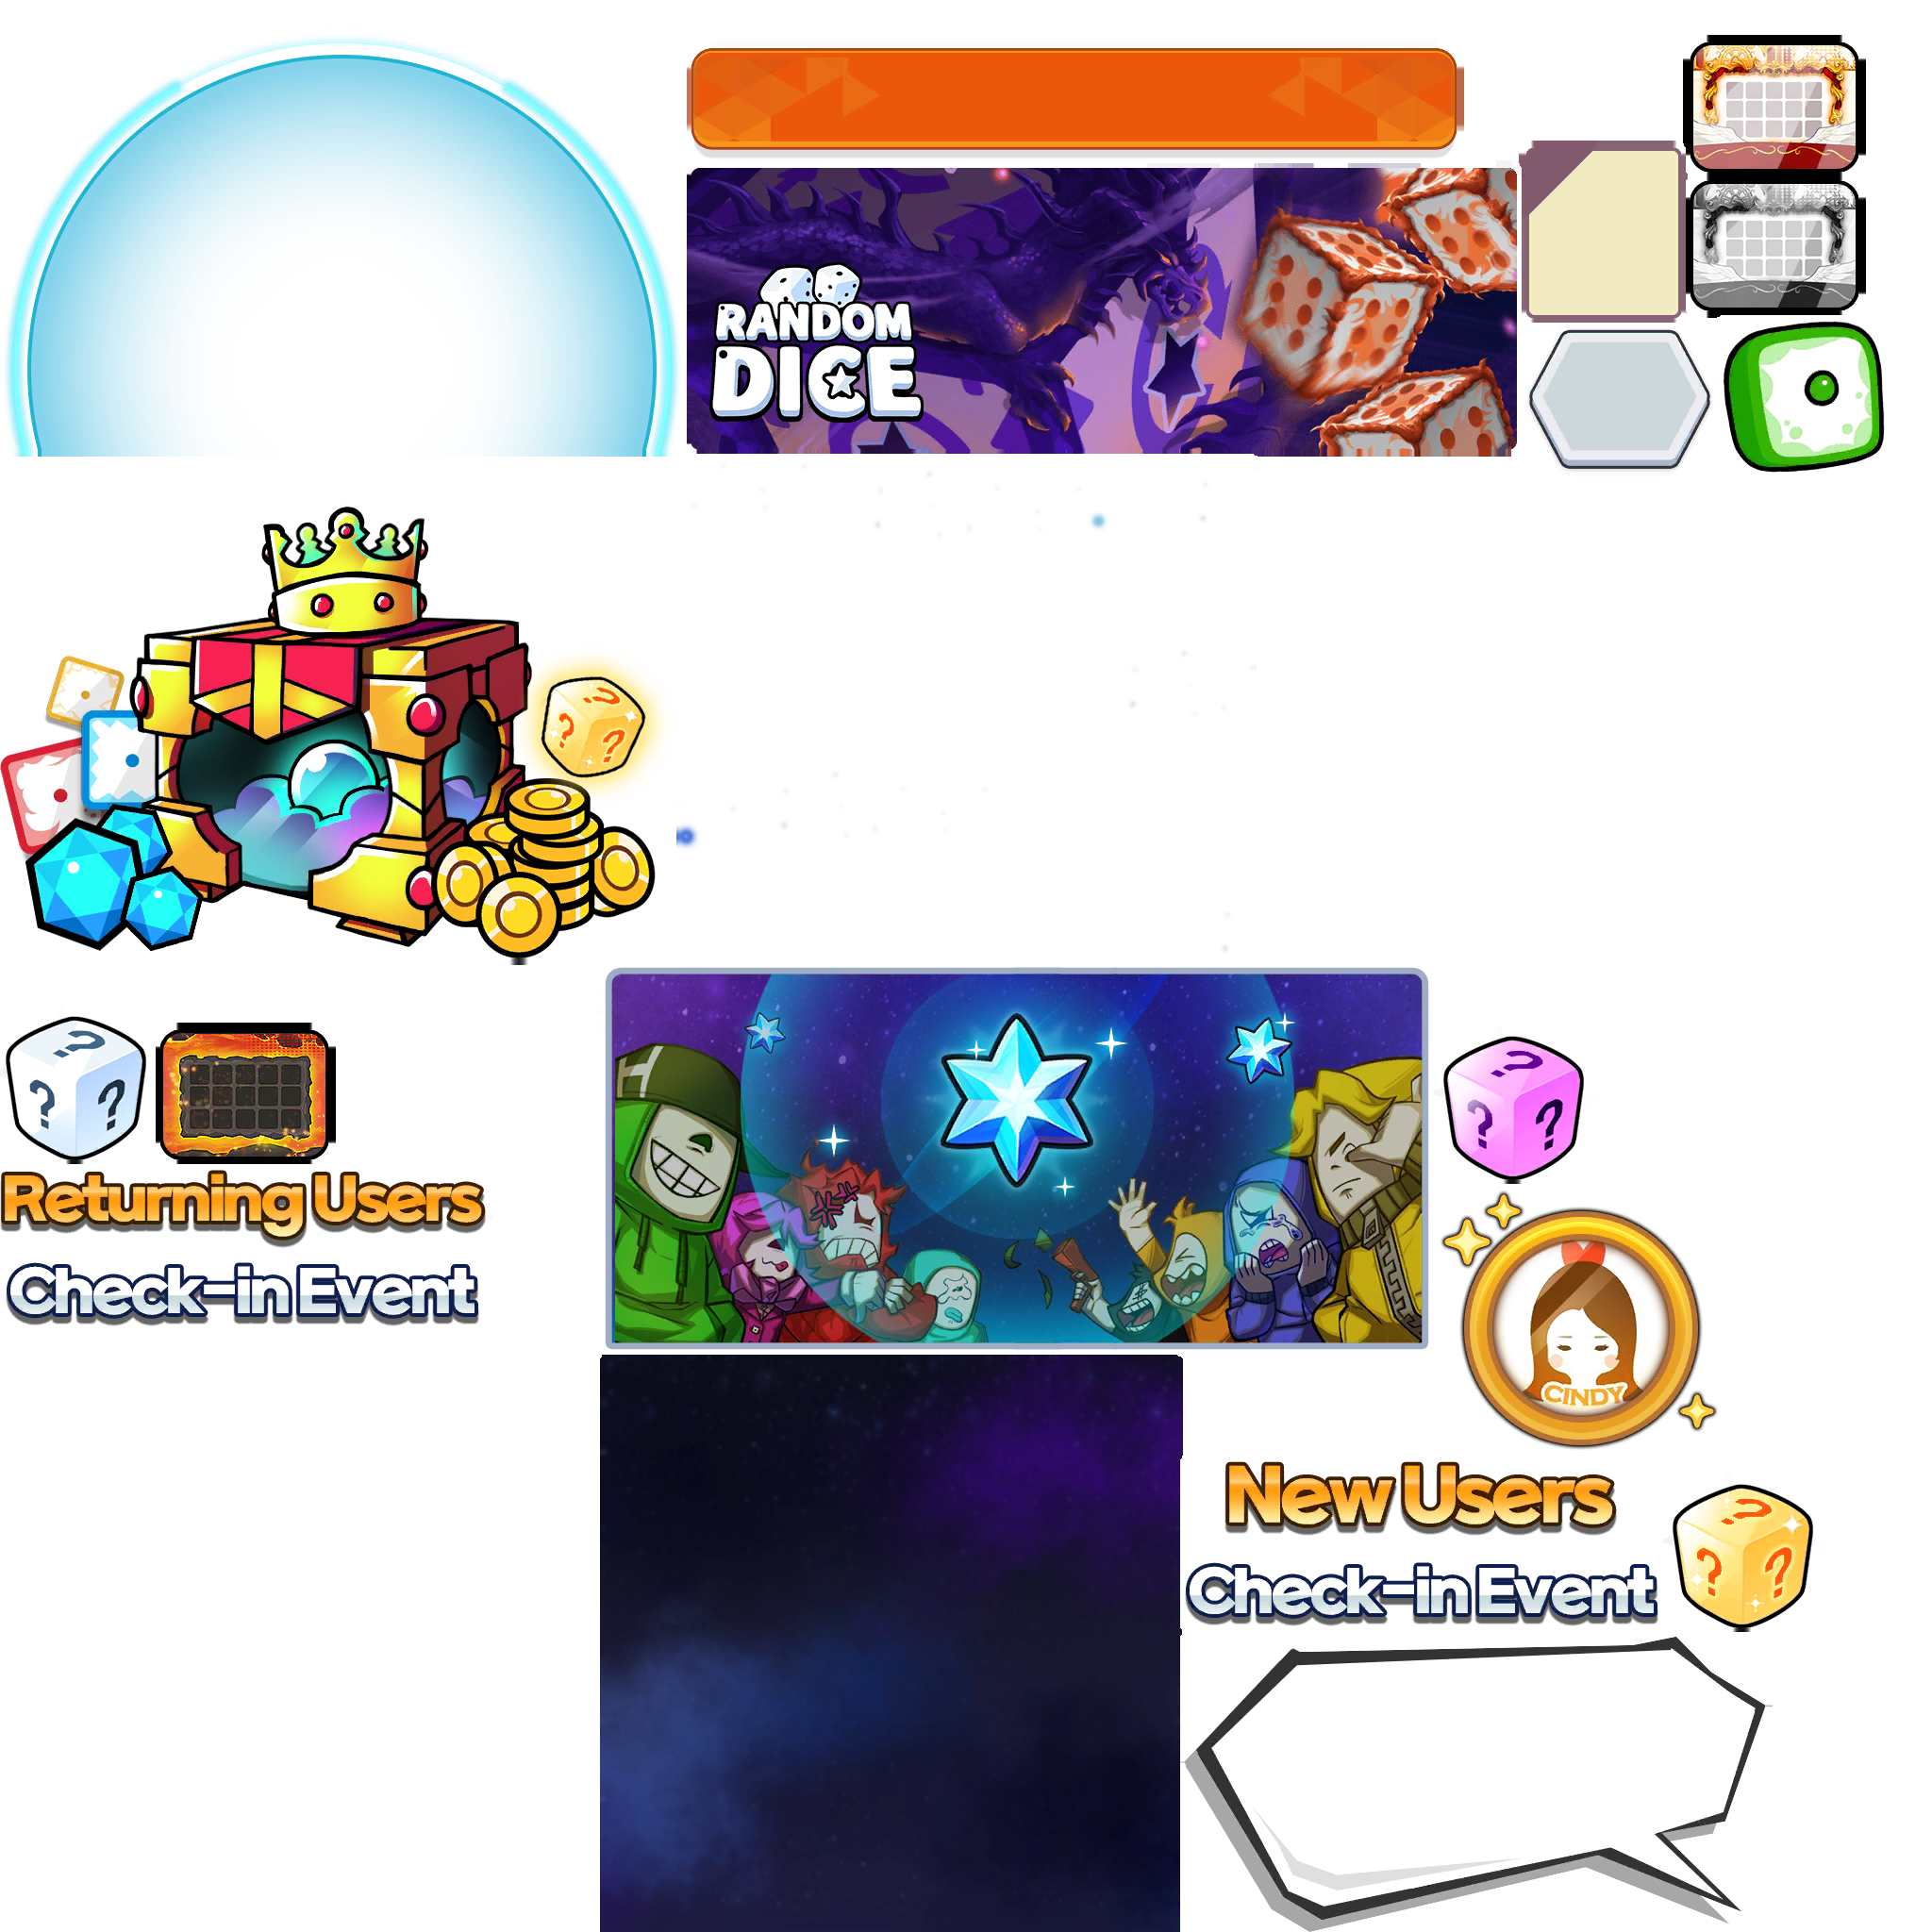 RANDOM
DICE
? ? ?
? ? ?
Returning Users
Check-in Event
H
? ? ?
CINDY
New Users
Check-in Event
? ? ?